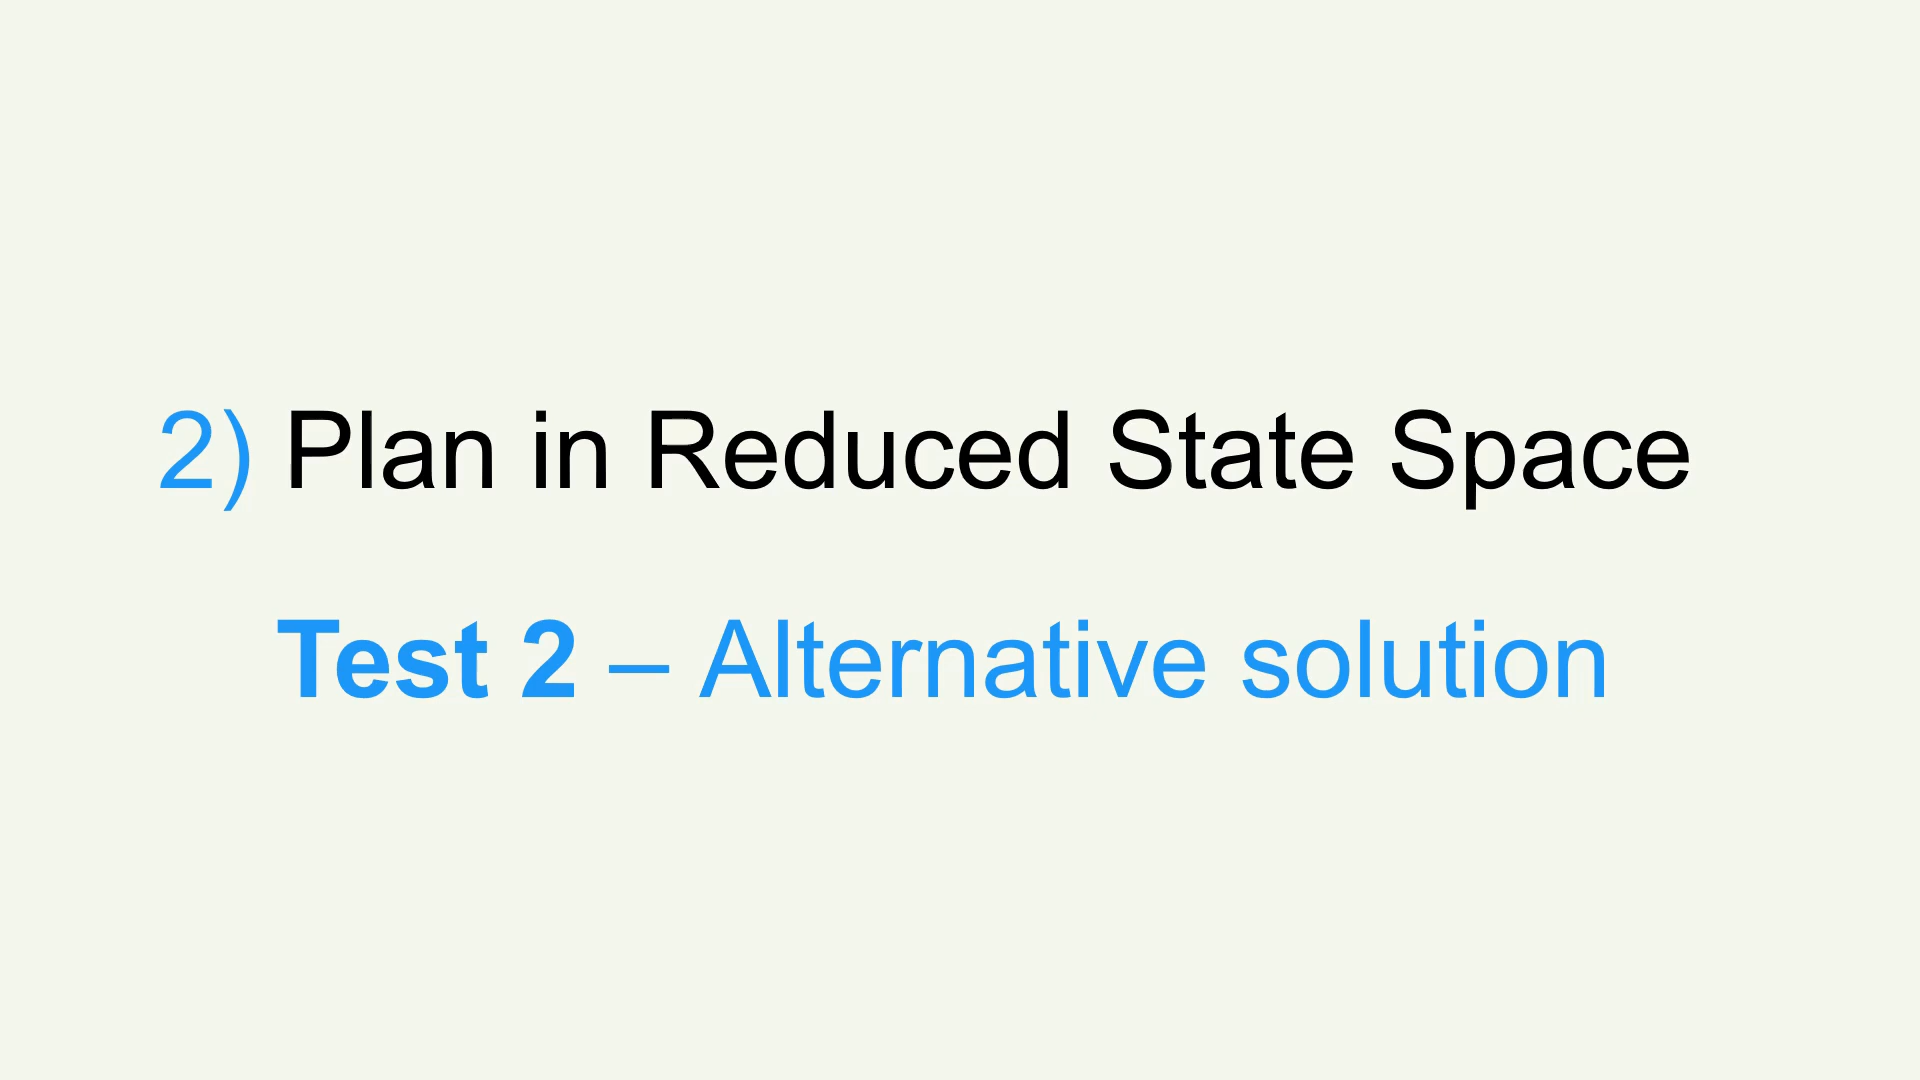 2) Plan in Reduced State Space
Test 2 – Alternative solution